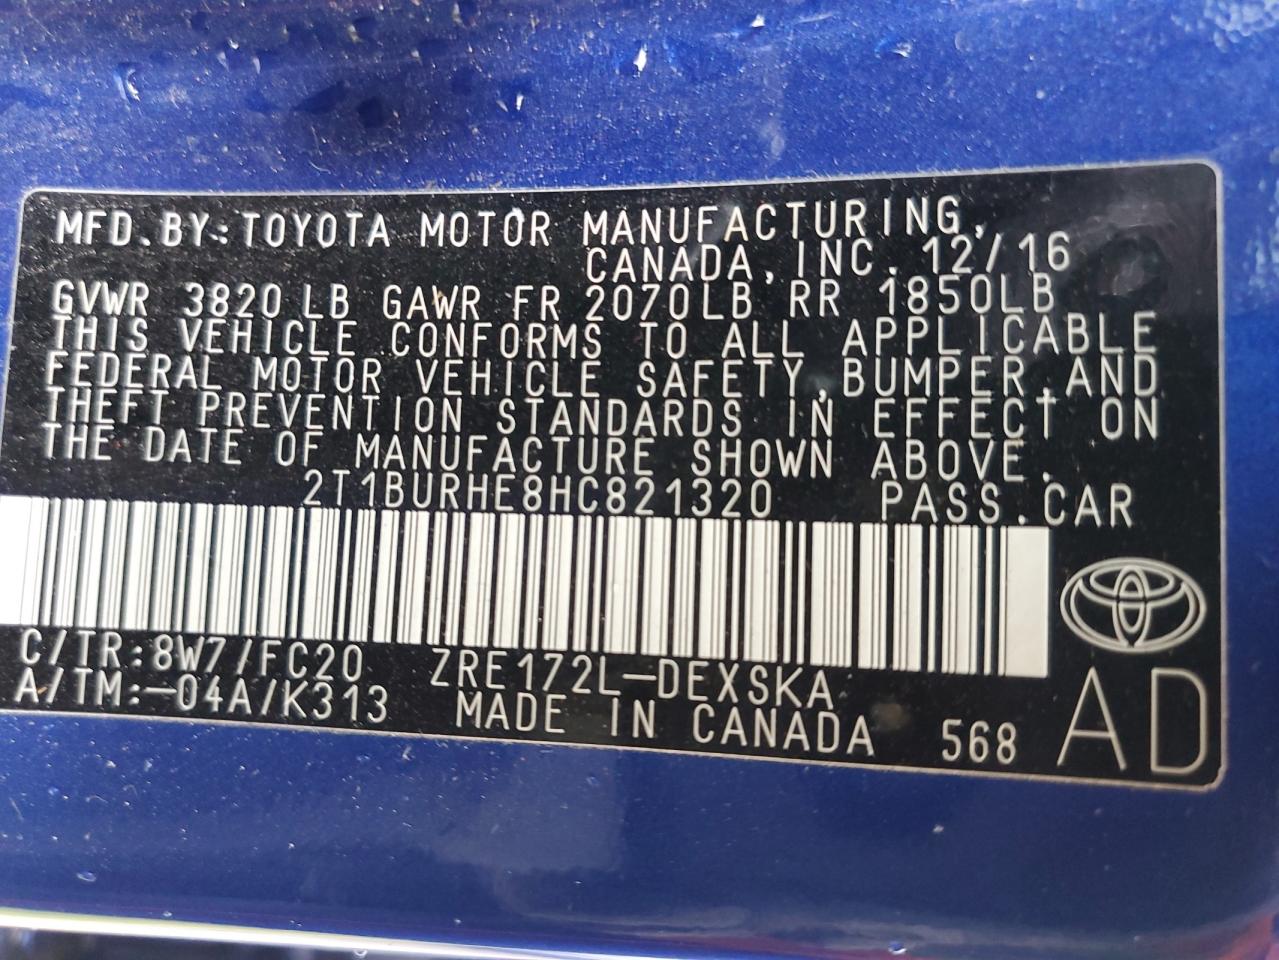 MFD.BY:TOYOTA MOTOR MANUFACTURING,
CANADA,INC. 12/16
GVWR 3820LB GAWR FR 2070LB RR 1850LB
THIS VEHICLE CONFORMS TO ALL APPLICABLE
FEDERAL MOTOR VEHICLE SAFETY,BUMPER,AND
THEFT PREVENTION STANDARDS IN EFFECT ON
THE DATE OF MANUFACTURE SHOWN ABOVE.
2T1BURHE8HC821320 PASS.CAR
C/TR:8W7/FC20 ZRE172L-DEXSKA
A/TM:-04A/K313 MADE IN CANADA 568 AD